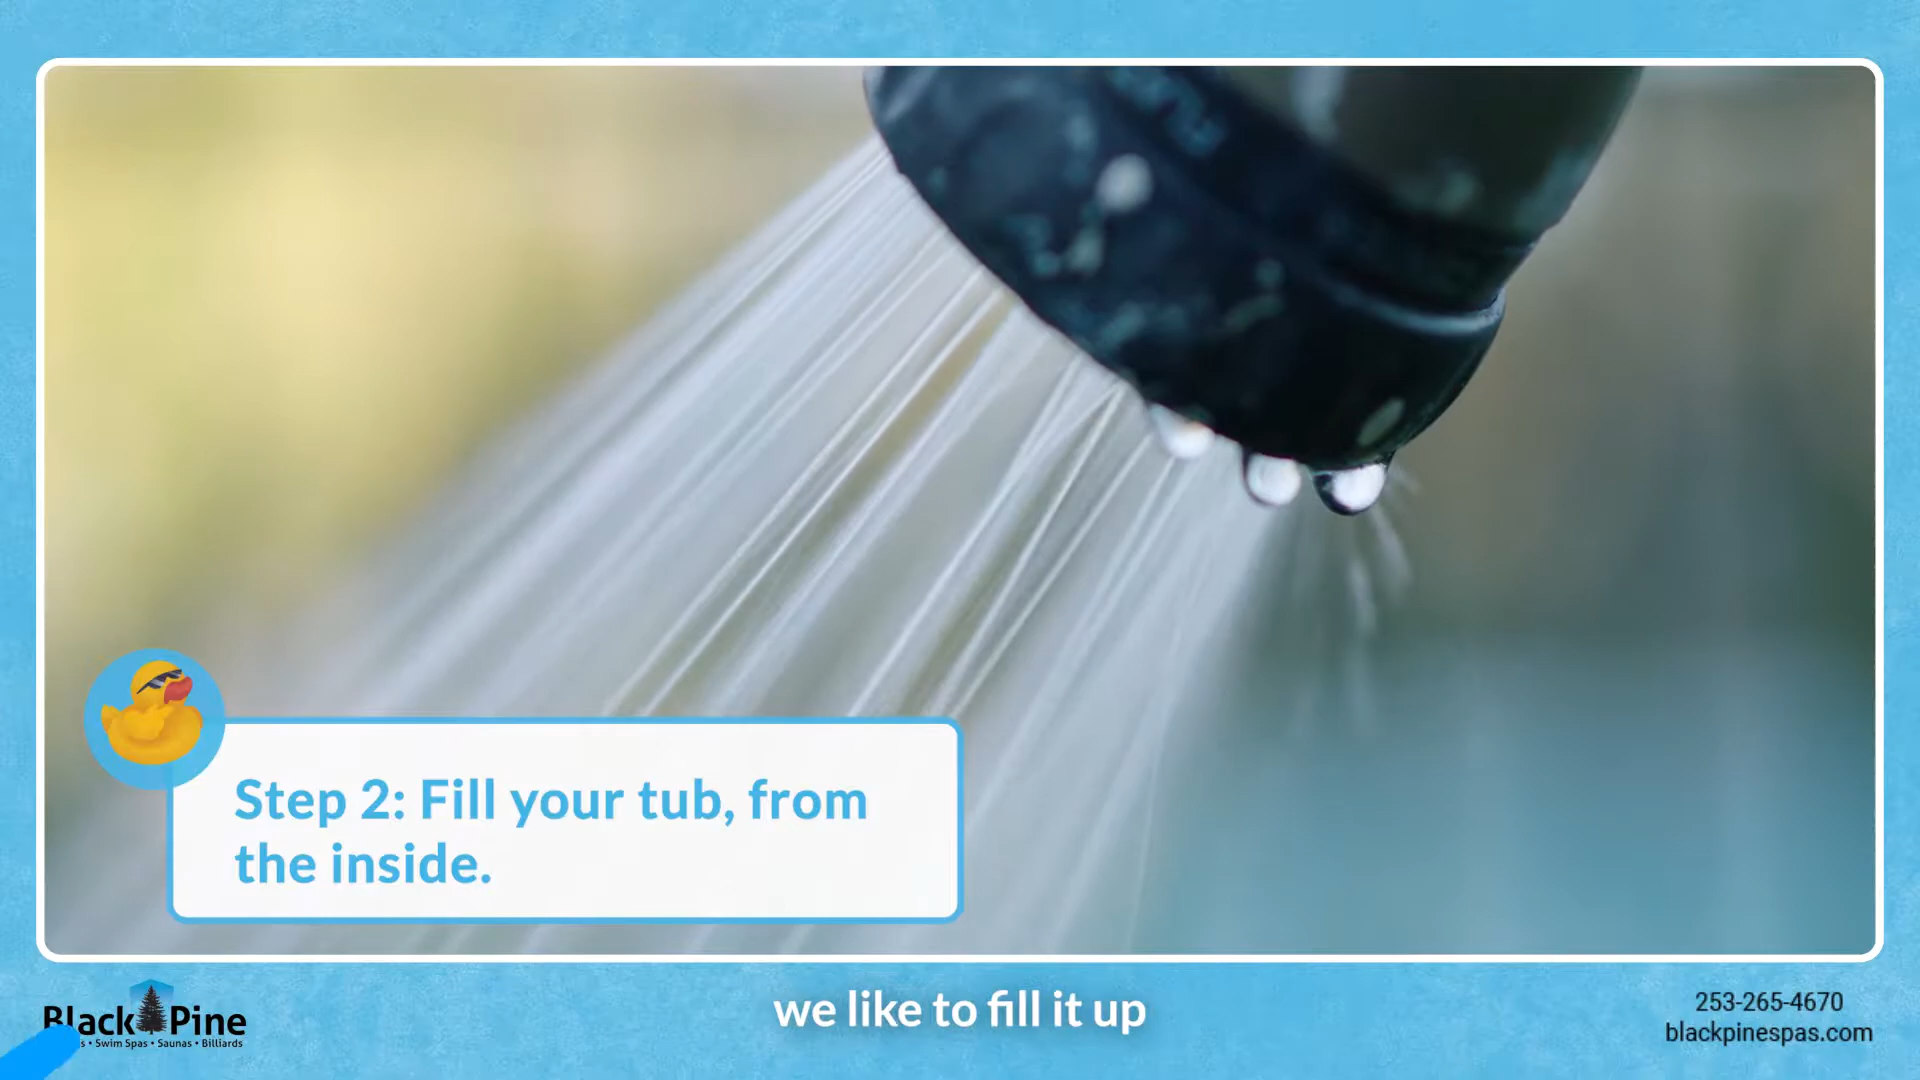 Step 2: Fill your tub, from
the inside.
Black Pine
• Swim Spas • Saunas • Billiards
we like to fill it up
253-265-4670
blackpinespas.com